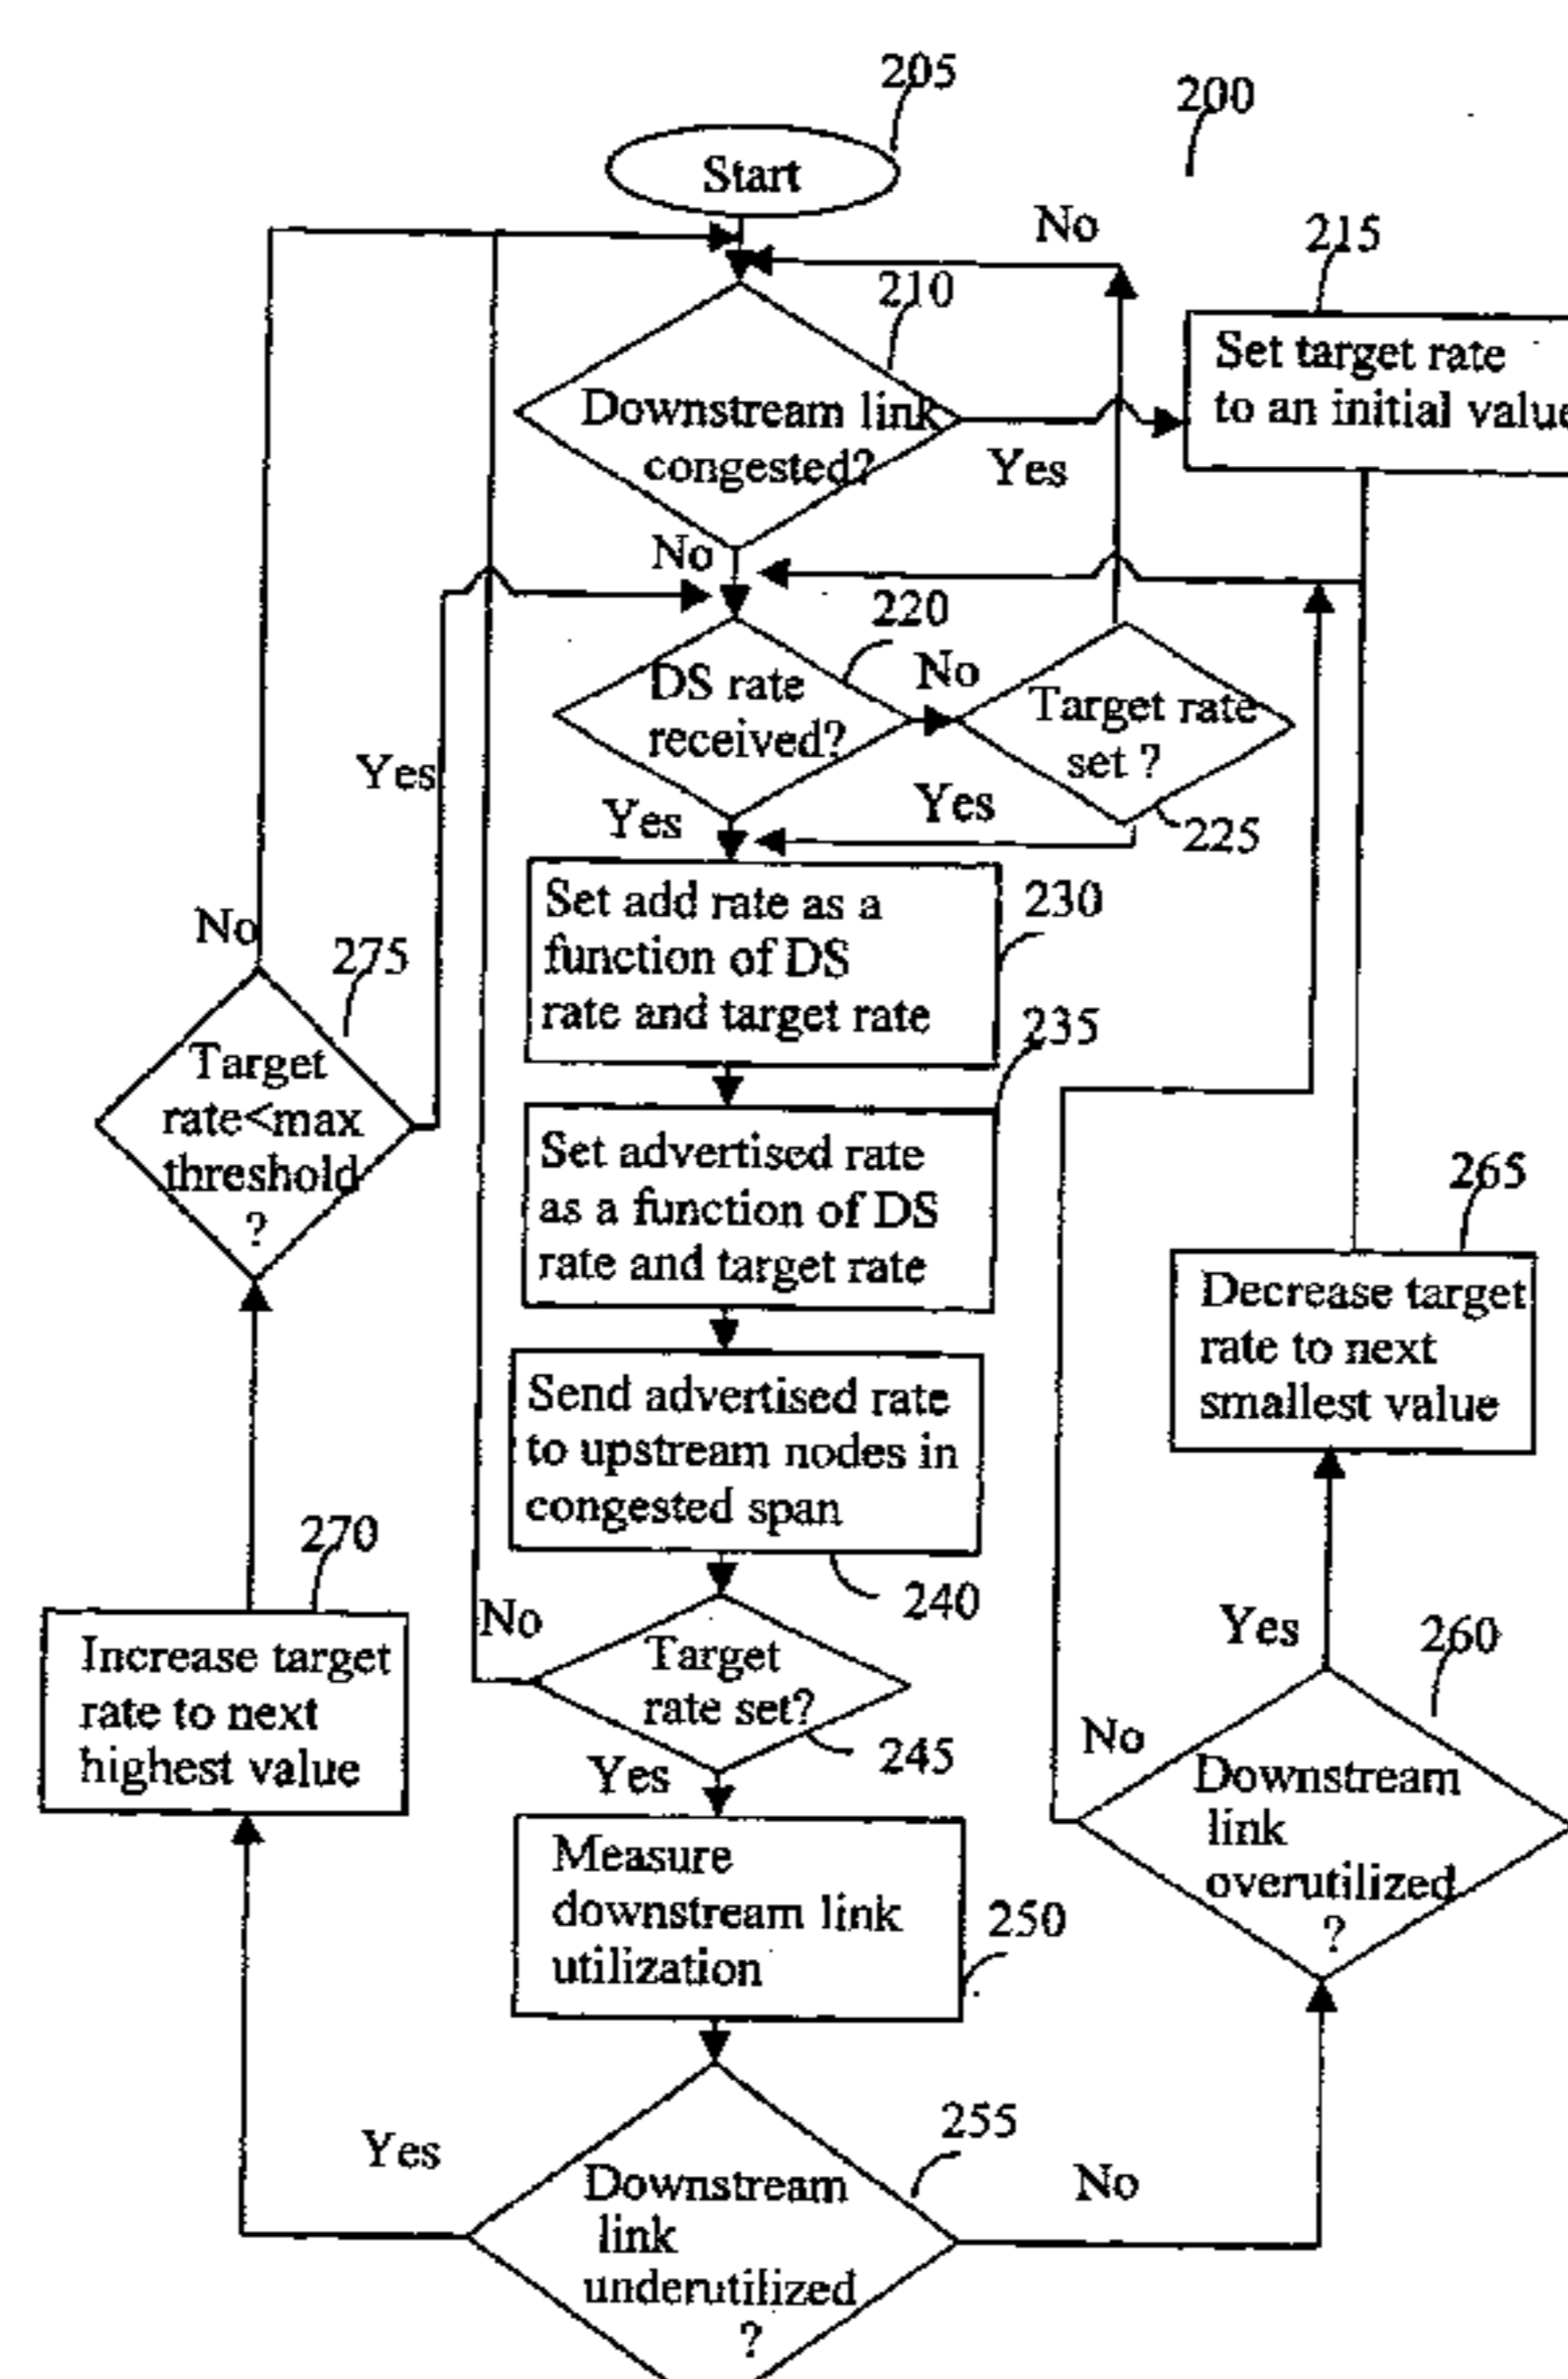 205
200
Start
No
215
210
Set target rate
to an initial value
Downstream link
congested?
Yes
No
220
DS rate
received?
No
Target rate
set ?
Yes
Yes
Yes
225
Set add rate as a
function of DS
rate and target rate
230
No
275
235
Target
rate<max
threshold
?
Set advertised rate
as a function of DS
rate and target rate
265
Decrease target
rate to next
smallest value
Send advertised rate
to upstream nodes in
congested span
270
240
No
Yes
260
Increase target
rate to next
highest value
Target
rate set?
245
No
Yes
Downstream
link
overutilized
?
Measure
downstream link
utilization
250
255
Yes
No
Downstream
link
underutilized
?